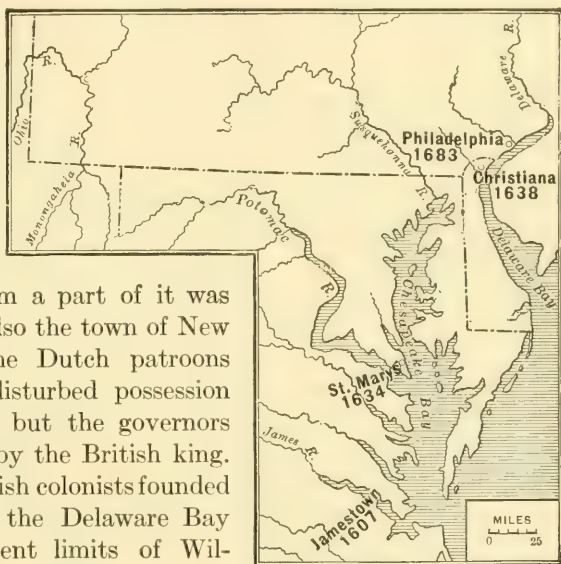 R.
Ohio
Monongaheia
R.
Susquehanna
R.
Delaware
R.
Philadelphia
1683
Christiana
1638
Potomac
R.
Delaware Bay
Chesapeake
Bay
St. Marys
1634
James R.
Jamestown
1607
MILES
0 25
m a part of it was
lso the town of New
ne Dutch patroons
disturbed possession
but the governors
by the British king.
ish colonists founded
the Delaware Bay
ent limits of Wil-